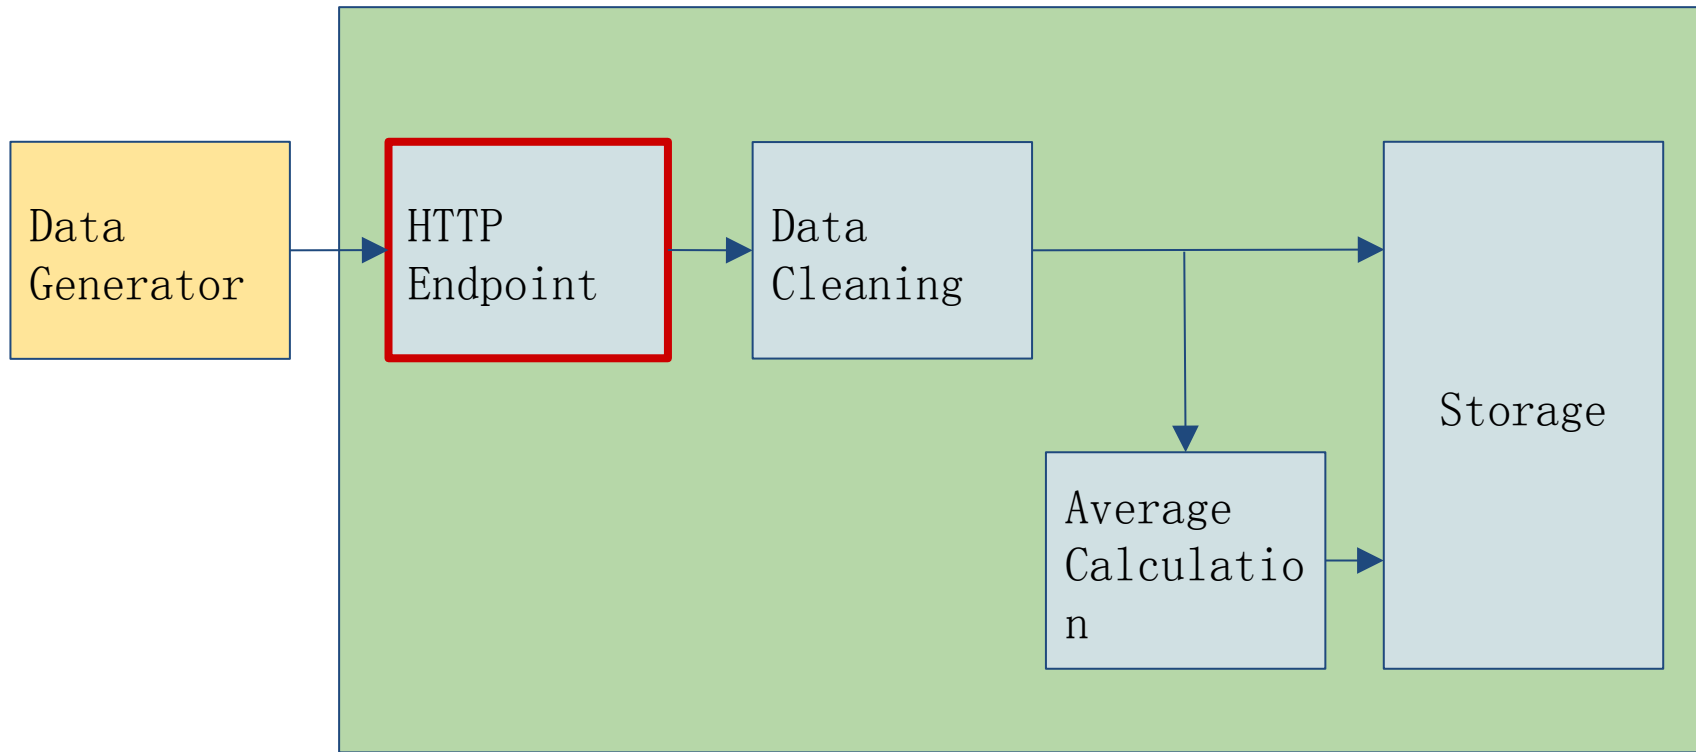 Data
Generator
HTTP
Endpoint
Data
Cleaning
Storage
Average
Calculatio
n